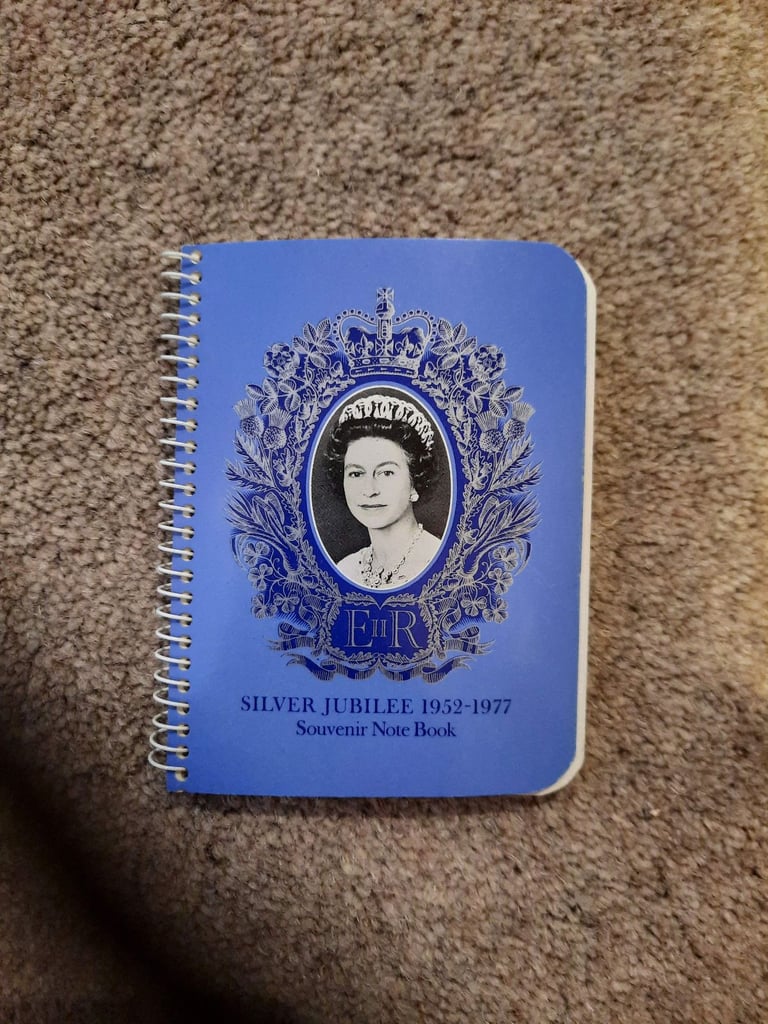 EIIR
SILVER JUBILEE 1952-1977
Souvenir Note Book